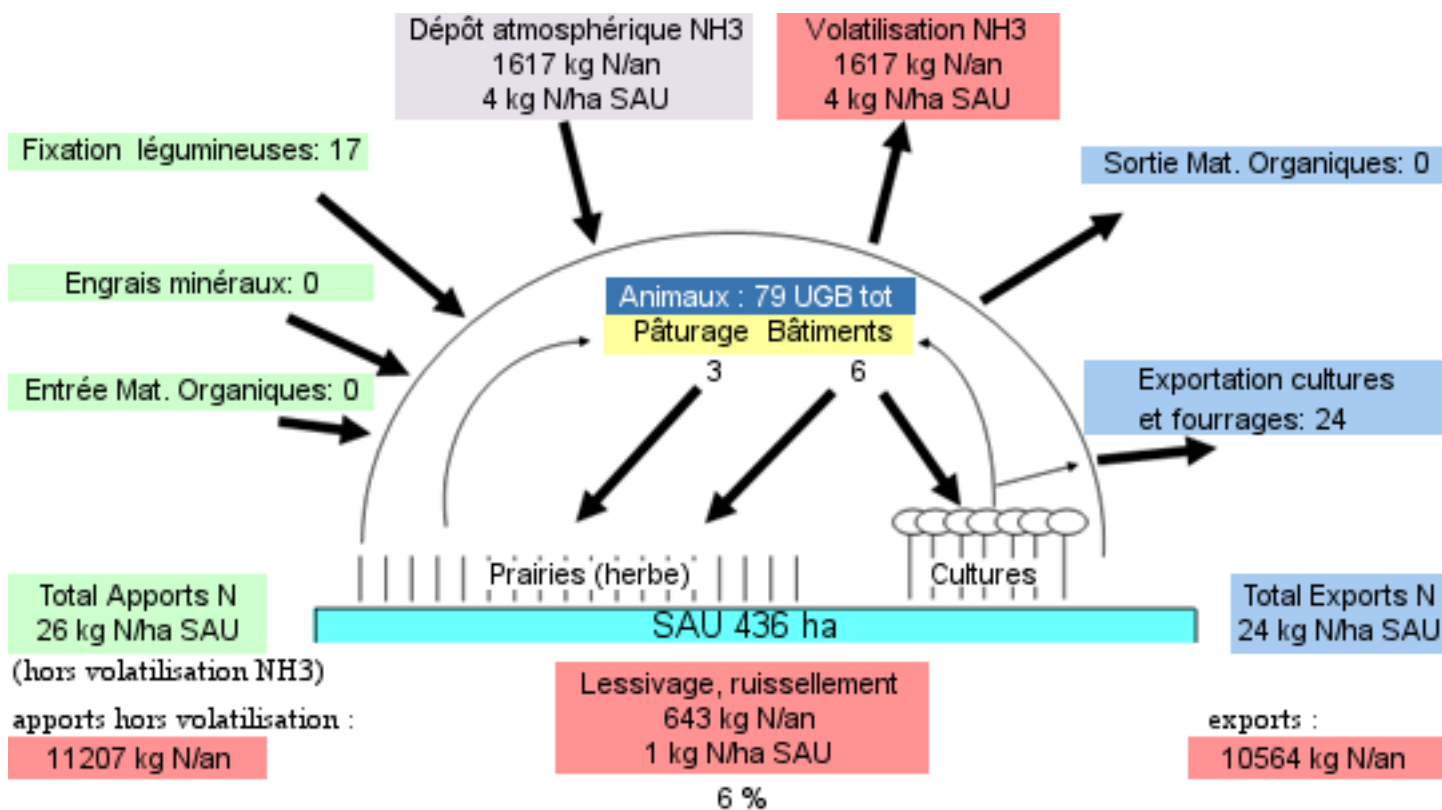 Dépôt atmosphérique NH3
1617 kg N/an
4 kg N/ha SAU
Volatilisation NH3
1617 kg N/an
4 kg N/ha SAU
Fixation légumineuses: 17
Sortie Mat. Organiques: 0
Engrais minéraux: 0
Animaux : 79 UGB tot
Pâturage Bâtiments
3 6
Entrée Mat. Organiques: 0
Exportation cultures
et fourrages: 24
Prairies (herbe)
Cultures
Total Apports N
26 kg N/ha SAU
(hors volatilisation NH3)
SAU 436 ha
Total Exports N
24 kg N/ha SAU
apports hors volatilisation :
11207 kg N/an
Lessivage, ruissellement
643 kg N/an
1 kg N/ha SAU
6 %
exports :
10564 kg N/an